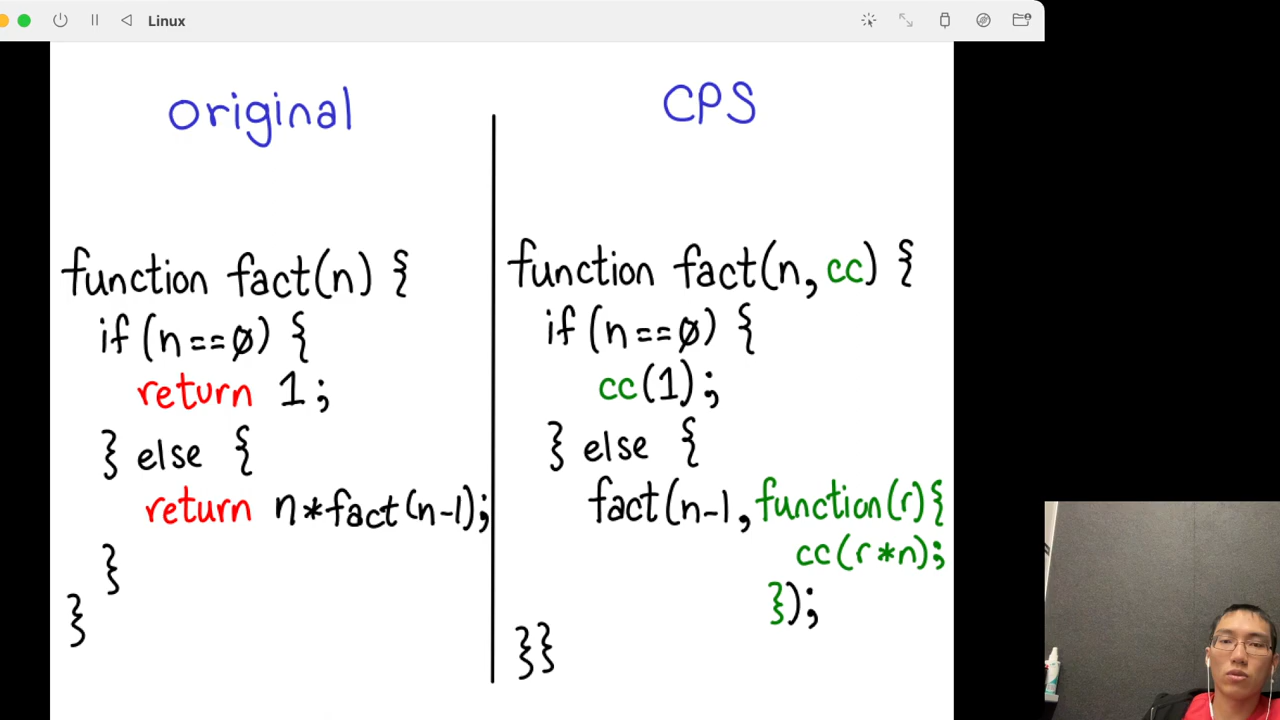 Linux
original
function fact(n) {
if (n==0) {
return 1;
} else {
return n*fact(n-1);
}
}
CPS
function fact(n, cc) {
if (n==0) {
cc(1);
} else {
fact(n-1, function(r){
cc(r*n);
});
}}